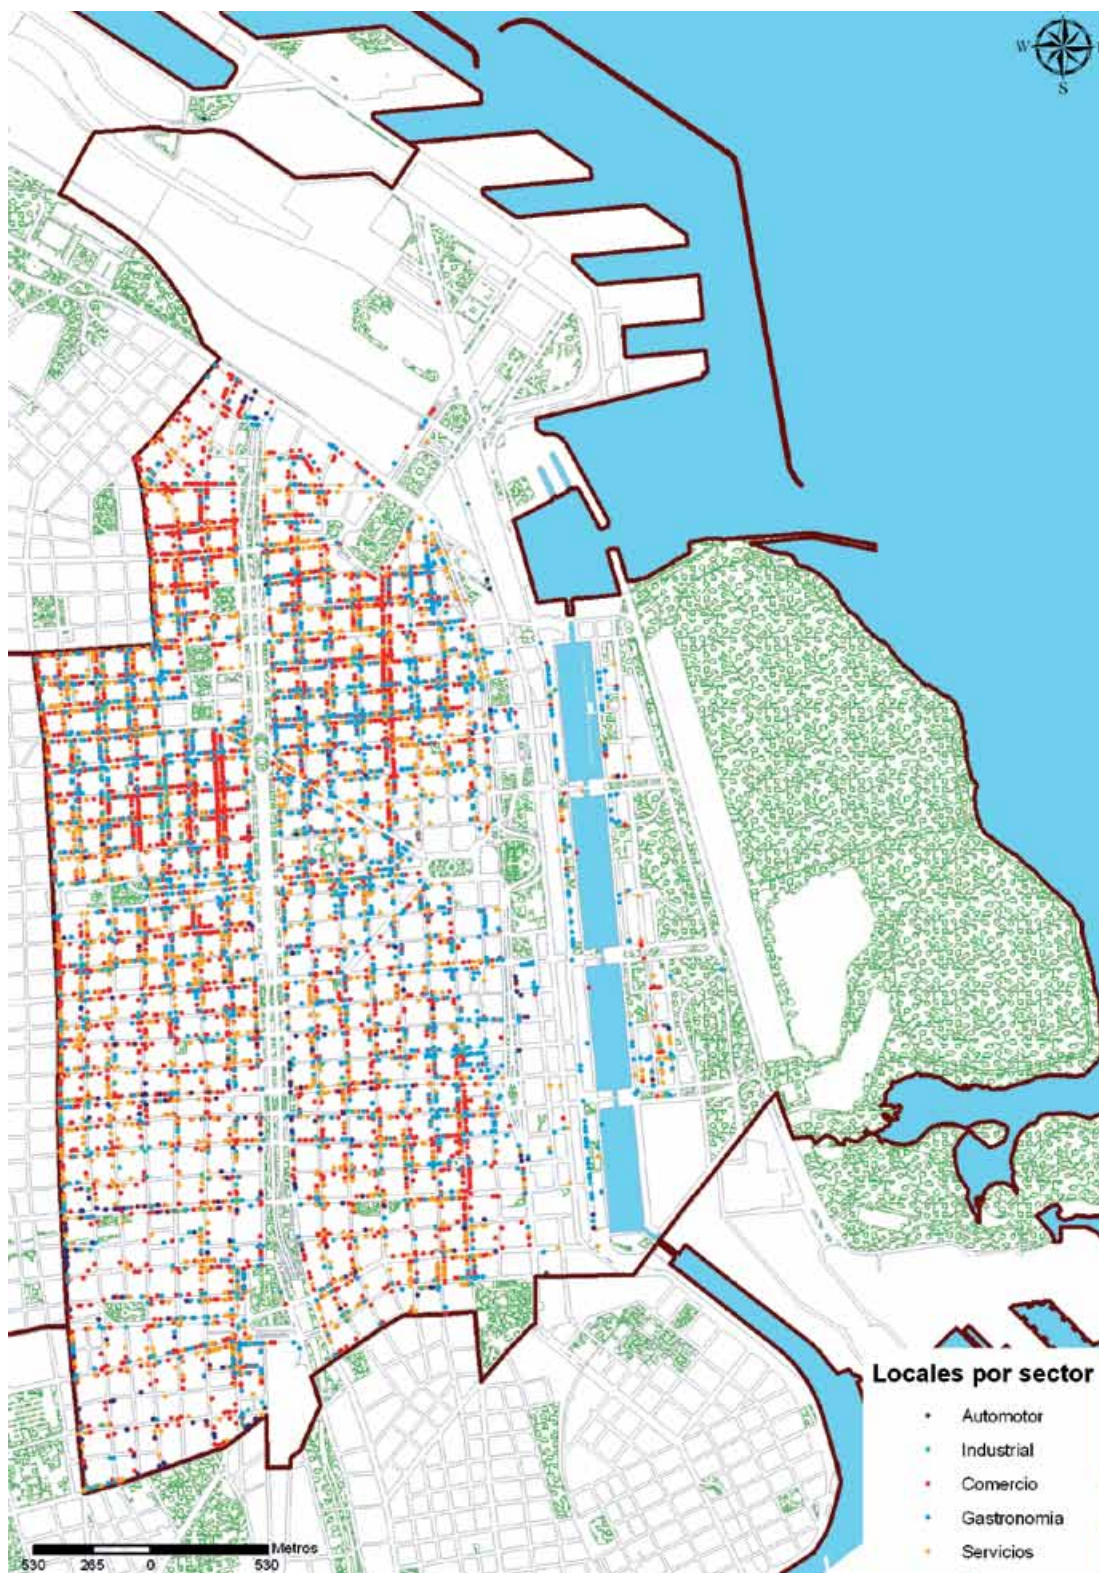 W
S
Locales por sector
Automotor
Industrial
Comercio
Gastronomia
Servicios
Metros
530 265 0 530